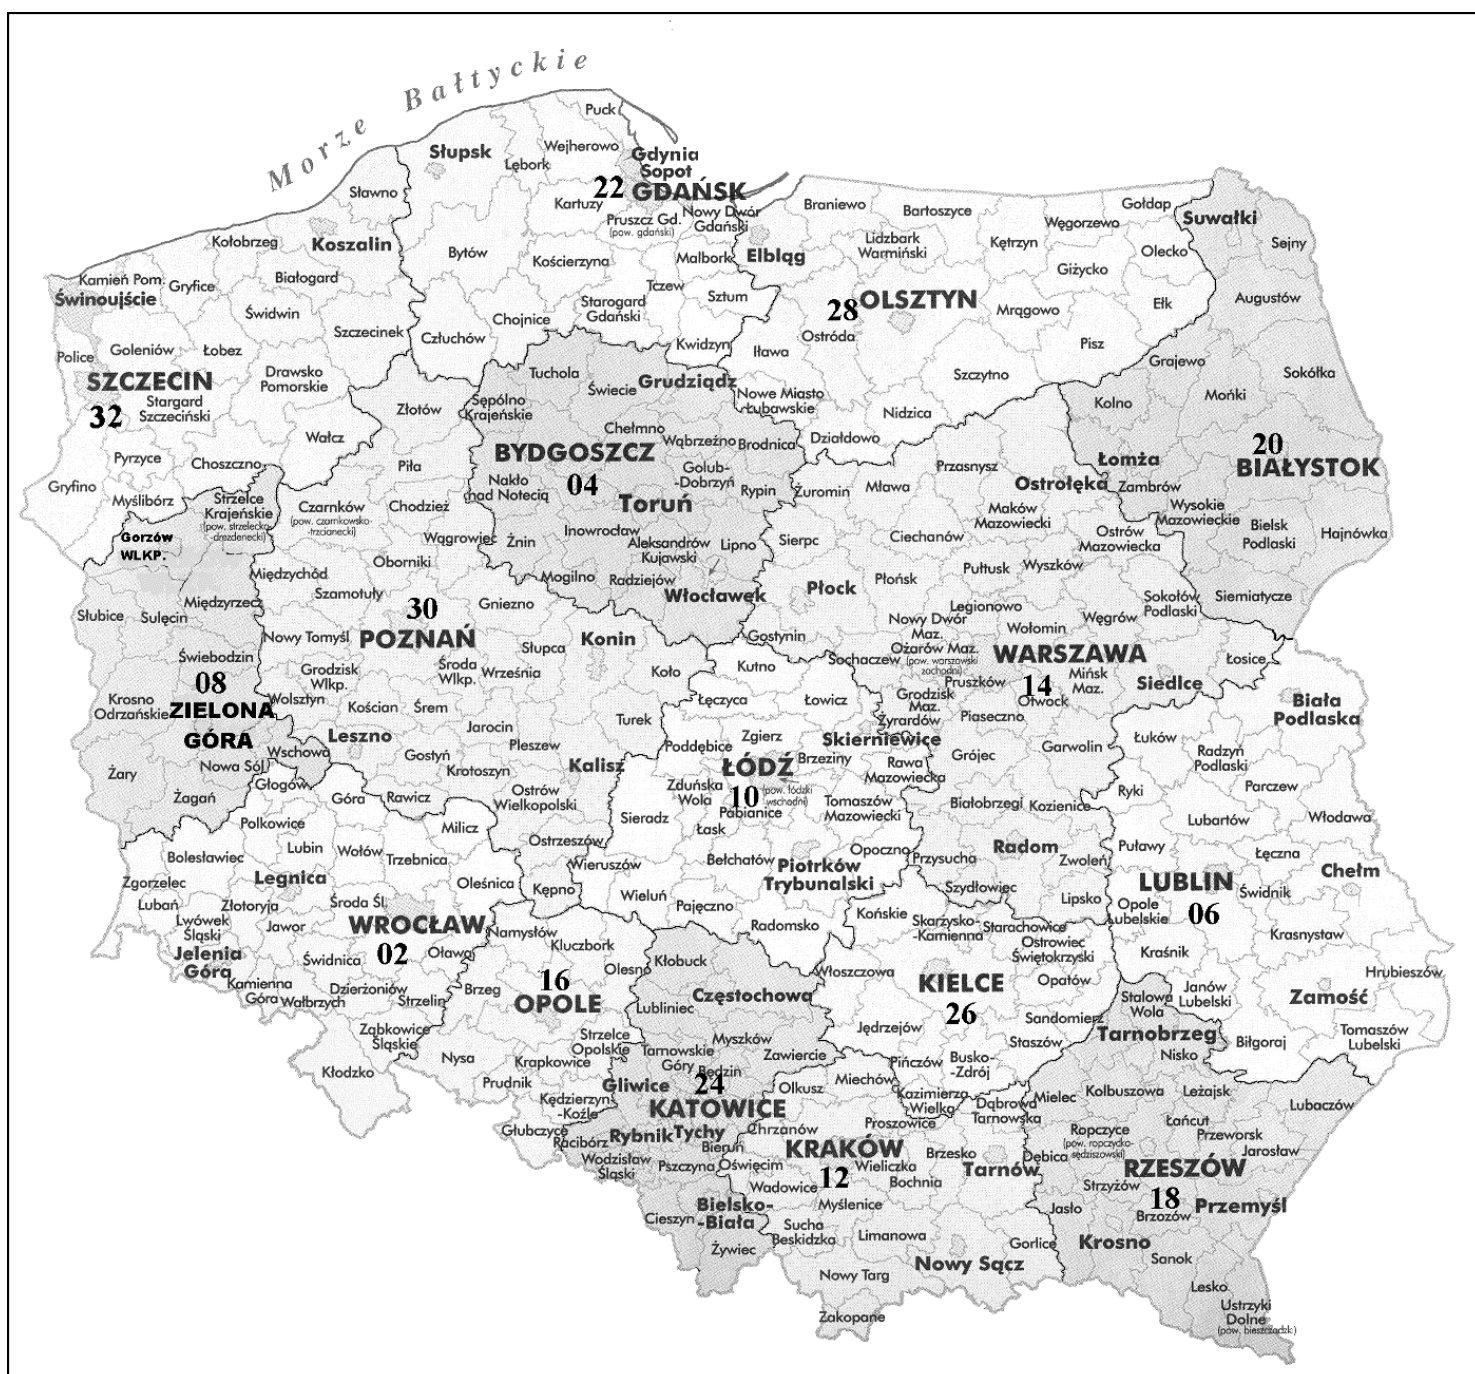 Morze Bałtyckie
Puck
Słupsk
Wejherowo
Lębork
Gdynia
Sopot
22 GDAŃSK
Sławno
Kartuzy
Pruszcz Gd.
(pow. gdański)
Nowy Dwór
Gdański
Braniewo
Bartoszyce
Gołdap
Węgorzewo
Suwałki
Sejny
Kołobrzeg
Koszalin
Bytów
Kościerzyna
Malbork
Elbląg
Lidzbark
Warmiński
Kętrzyn
Olecko
Giżycko
Kamień Pom.
Świnoujście
Gryfice
Białogard
Tczew
Sztum
Starogard
Gdański
28 OLSZTYN
Mrągowo
Ełk
Augustów
Świdwin
Szczecinek
Człuchów
Chojnice
Kwidzyn
Iława
Ostróda
Pisz
Police
Goleniów
Łobez
SZCZECIN
32
Stargard
Szczeciński
Drawsko
Pomorskie
Tuchola
Świecie
Grudziądz
Nowe Miasto
Lubawskie
Szczytno
Nidzica
Grajewo
Kolno
Mońki
Sokółka
Złotów
Sępólno
Krajeńskie
Chełmno
Wąbrzeźno
Brodnica
Działdowo
Wałcz
Pyrzyce
Choszczno
Piła
BYDGOSZCZ
04
Nakło
nad Notecią
Golub-
-Dobrzyń
Rypin
Żuromin
Mława
Przasnysz
Ostrołęka
Łomża
20
BIAŁYSTOK
Zambrów
Wysokie
Mazowieckie
Bielsk
Podlaski
Hajnówka
Gryfino
Myślibórz
Strzelce
Krajeńskie
(pow. strzelecko-
-drezdenecki)
Czarnków
(pow. czarnkowsko-
-trzcianecki)
Chodzież
Toruń
Maków
Mazowiecki
Ostrów
Mazowiecka
Gorzów
WLKP.
Wągrowiec
Żnin
Inowrocław
Aleksandrów
Kujawski
Lipno
Sierpc
Ciechanów
Międzychód
Oborniki
Szamotuły
Mogilno
Radziejów
Włocławek
Płock
Płońsk
Pułtusk
Wyszków
Sokołów
Podlaski
Siemiatycze
Słubice
Sulęcin
Międzyrzecz
30
POZNAŃ
Gniezno
Nowy Tomyśl
Słupca
Konin
Gostynin
Nowy Dwór
Maz.
Legionowo
Wołomin
Węgrów
Świebodzin
Grodzisk
Wlkp.
Środa
Wlkp.
Września
Koło
Kutno
Sochaczew
Ożarów Maz.
(pow. warszawski
zachodni)
WARSZAWA
14
Pruszków
Mińsk
Maz.
Otwock
Siedlce
Łosice
08
ZIELONA
GÓRA
Krosno
Odrzańskie
Wolsztyn
Kościan
Śrem
Łęczyca
Łowicz
Grodzisk
Maz.
Żyrardów
Piaseczno
Biała
Podlaska
Wschowa
Leszno
Jarocin
Turek
Poddębice
Zgierz
Skierniewice
Brzeziny
Rawa
Mazowiecka
Grójec
Garwolin
Łuków
Radzyń
Podlaski
Żary
Nowa Sól
Żagań
Głogów
Góra
Rawicz
Gostyń
Krotoszyn
Pleszew
Kalisz
Ostrów
Wielkopolski
ŁÓDŹ
10
(pow. łódzki
wschodni)
Zduńska
Wola
Pabianice
Sieradz
Łask
Tomaszów
Mazowiecki
Białobrzegi
Kozienice
Ryki
Parczew
Lubartów
Włodawa
Polkowice
Lubin
Milicz
Wołów
Trzebnica
Ostrzeszów
Wieruszów
Bełchatów
Piotrków
Trybunalski
Opoczno
Przysucha
Radom
Zwoleń
Puławy
Łęczna
Chełm
Bolesławiec
Zgorzelec
Lubań
Legnica
Złotoryja
Środa Śl.
Oleśnica
Kępno
Wieluń
Pajęczno
Szydłowiec
Lipsko
LUBLIN
06
Opole
Lubelskie
Świdnik
Lwówek
Śląski
Jawor
WROCŁAW
02
Oława
Namysłów
Kluczbork
Radomsko
Końskie
Skarżysko-
-Kamienna
Starachowice
Ostrowiec
Świętokrzyski
Kraśnik
Krasnystaw
Jelenia
Góra
Kamienna
Góra
Świdnica
Wałbrzych
Dzierżoniów
Strzelin
Brzeg
16
OPOLE
Olesno
Kłobuck
Lubliniec
Częstochowa
Włoszczowa
KIELCE
26
Opatów
Janów
Lubelski
Zamość
Hrubieszów
Ząbkowice
Śląskie
Kłodzko
Nysa
Strzelce
Opolskie
Krapkowice
Prudnik
Myszków
Zawiercie
Jędrzejów
Pińczów
Busko-
-Zdrój
Staszów
Sandomierz
Stalowa
Wola
Tarnobrzeg
Nisko
Biłgoraj
Tomaszów
Lubelski
Tarnowskie
Góry
Będzin
24
Gliwice
KATOWICE
Kędzierzyn
-Koźle
Głubczyce
Racibórz
Rybnik
Tychy
Wodzisław
Śląski
Pszczyna
Bieruń
Olkusz
Miechów
Kazimierza
Wielka
Dąbrowa
Tarnowska
Mielec
Kolbuszowa
Leżajsk
Lubaczów
Chrzanów
Proszowice
KRAKÓW
12
Wieliczka
Brzesko
Bochnia
Tarnów
Dębica
Ropczyce
(pow. ropczycko-
-sędziszowski)
Łańcut
Przeworsk
Jarosław
RZESZÓW
18
Oświęcim
Wadowice
Myślenice
Strzyżów
Brzozów
Przemyśl
Cieszyn
Bielsko-
-Biała
Żywiec
Sucha
Beskidzka
Limanowa
Nowy Sącz
Gorlice
Jasło
Krosno
Sanok
Nowy Targ
Zakopane
Lesko
Ustrzyki
Dolne
(pow. bieszczadzki)